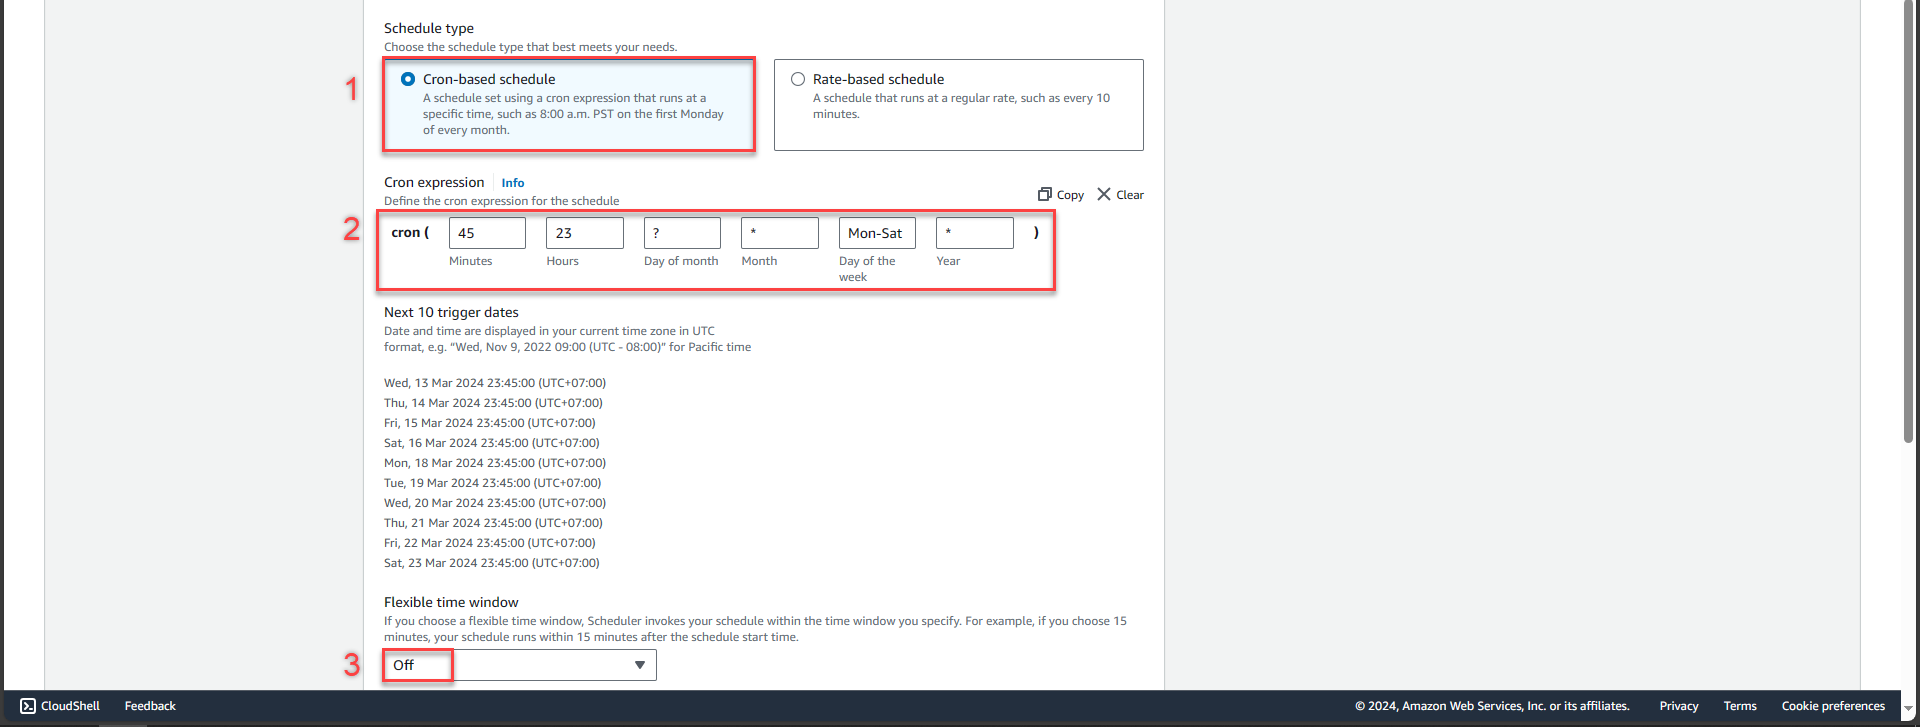 Schedule type
Choose the schedule type that best meets your needs.
1
Cron-based schedule
A schedule set using a cron expression that runs at a
specific time, such as 8:00 a.m. PST on the first Monday
of every month.
Rate-based schedule
A schedule that runs at a regular rate, such as every 10
minutes.
Cron expression Info
Define the cron expression for the schedule
Copy Clear
2
cron ( 45 23 ? * Mon-Sat * )
Minutes Hours Day of month Month Day of the Year
week
Next 10 trigger dates
Date and time are displayed in your current time zone in UTC
format, e.g. “Wed, Nov 9, 2022 09:00 (UTC - 08:00)” for Pacific time
Wed, 13 Mar 2024 23:45:00 (UTC+07:00)
Thu, 14 Mar 2024 23:45:00 (UTC+07:00)
Fri, 15 Mar 2024 23:45:00 (UTC+07:00)
Sat, 16 Mar 2024 23:45:00 (UTC+07:00)
Mon, 18 Mar 2024 23:45:00 (UTC+07:00)
Tue, 19 Mar 2024 23:45:00 (UTC+07:00)
Wed, 20 Mar 2024 23:45:00 (UTC+07:00)
Thu, 21 Mar 2024 23:45:00 (UTC+07:00)
Fri, 22 Mar 2024 23:45:00 (UTC+07:00)
Sat, 23 Mar 2024 23:45:00 (UTC+07:00)
Flexible time window
If you choose a flexible time window, Scheduler invokes your schedule within the time window you specify. For example, if you choose 15
minutes, your schedule runs within 15 minutes after the schedule start time.
3
Off
CloudShell Feedback © 2024, Amazon Web Services, Inc. or its affiliates. Privacy Terms Cookie preferences